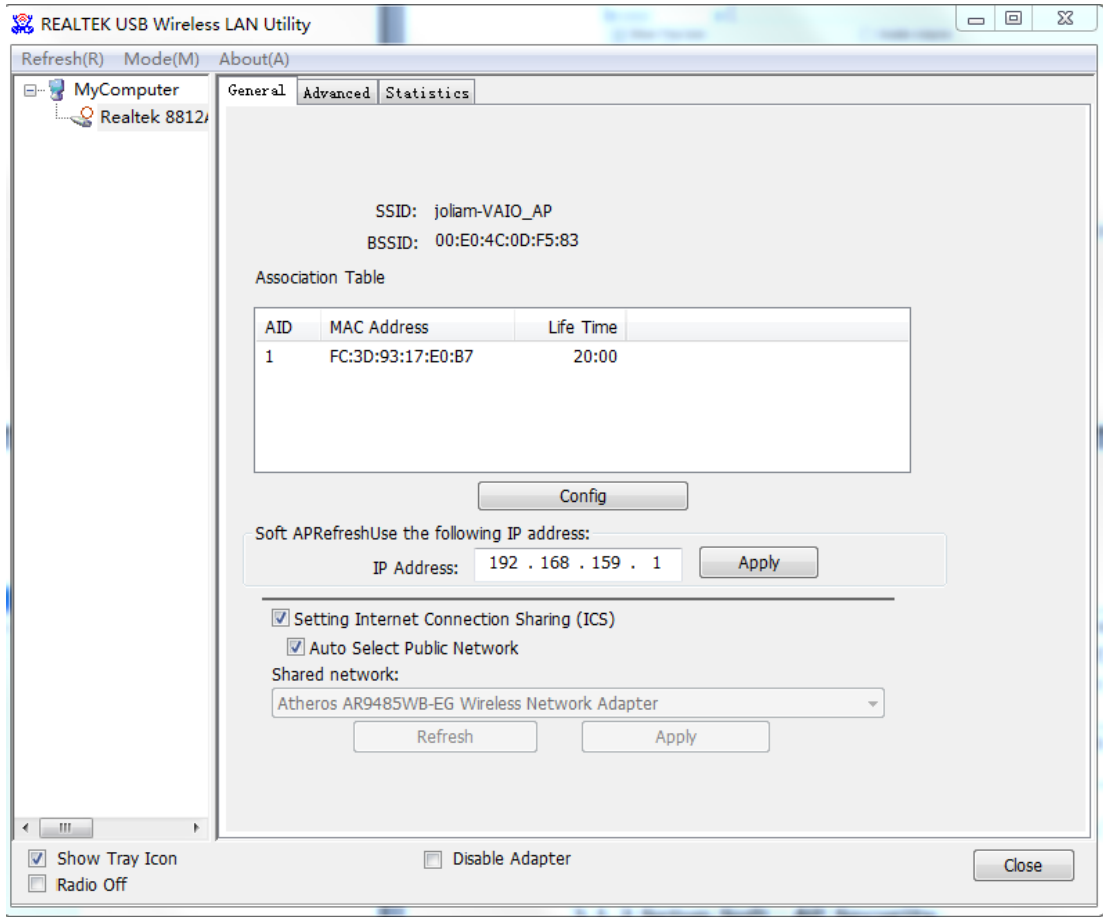 REALTEK USB Wireless LAN Utility
Refresh(R) Mode(M) About(A)
MyComputer
Realtek 8812A
General Advanced Statistics
SSID: joliam-VAIO_AP
BSSID: 00:E0:4C:0D:F5:83
Association Table
AID MAC Address Life Time
1 FC:3D:93:17:E0:B7 20:00
Config
Soft APRefreshUse the following IP address:
IP Address: 192 . 168 . 159 . 1 Apply
Setting Internet Connection Sharing (ICS)
Auto Select Public Network
Shared network:
Atheros AR9485WB-EG Wireless Network Adapter
Refresh Apply
Show Tray Icon Disable Adapter Close
Radio Off